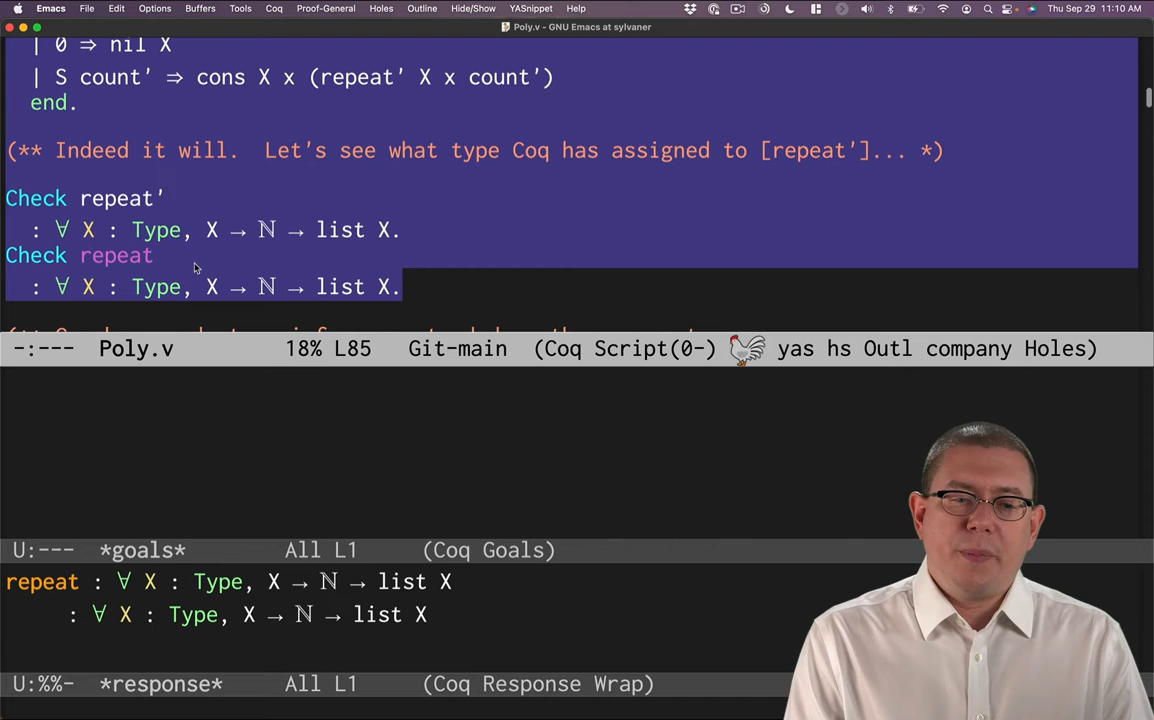 Emacs File Edit Options Buffers Tools Coq Proof-General Holes Outline Hide/Show YASnippet Help Thu Sep 29 11:10 AM
Poly.v - GNU Emacs at sylvaner
| 0 ⇒ nil X
| S count' ⇒ cons X x (repeat' X x count')
end.
(** Indeed it will. Let's see what type Coq has assigned to [repeat']... *)
Check repeat'
: ∀ X : Type, X → ℕ → list X.
Check repeat
: ∀ X : Type, X → ℕ → list X.
-:--- Poly.v 18% L85 Git-main (Coq Script(0-) yas hs Outl company Holes)
U:--- *goals* All L1 (Coq Goals)
repeat : ∀ X : Type, X → ℕ → list X
: ∀ X : Type, X → ℕ → list X
U:%%- *response* All L1 (Coq Response Wrap)